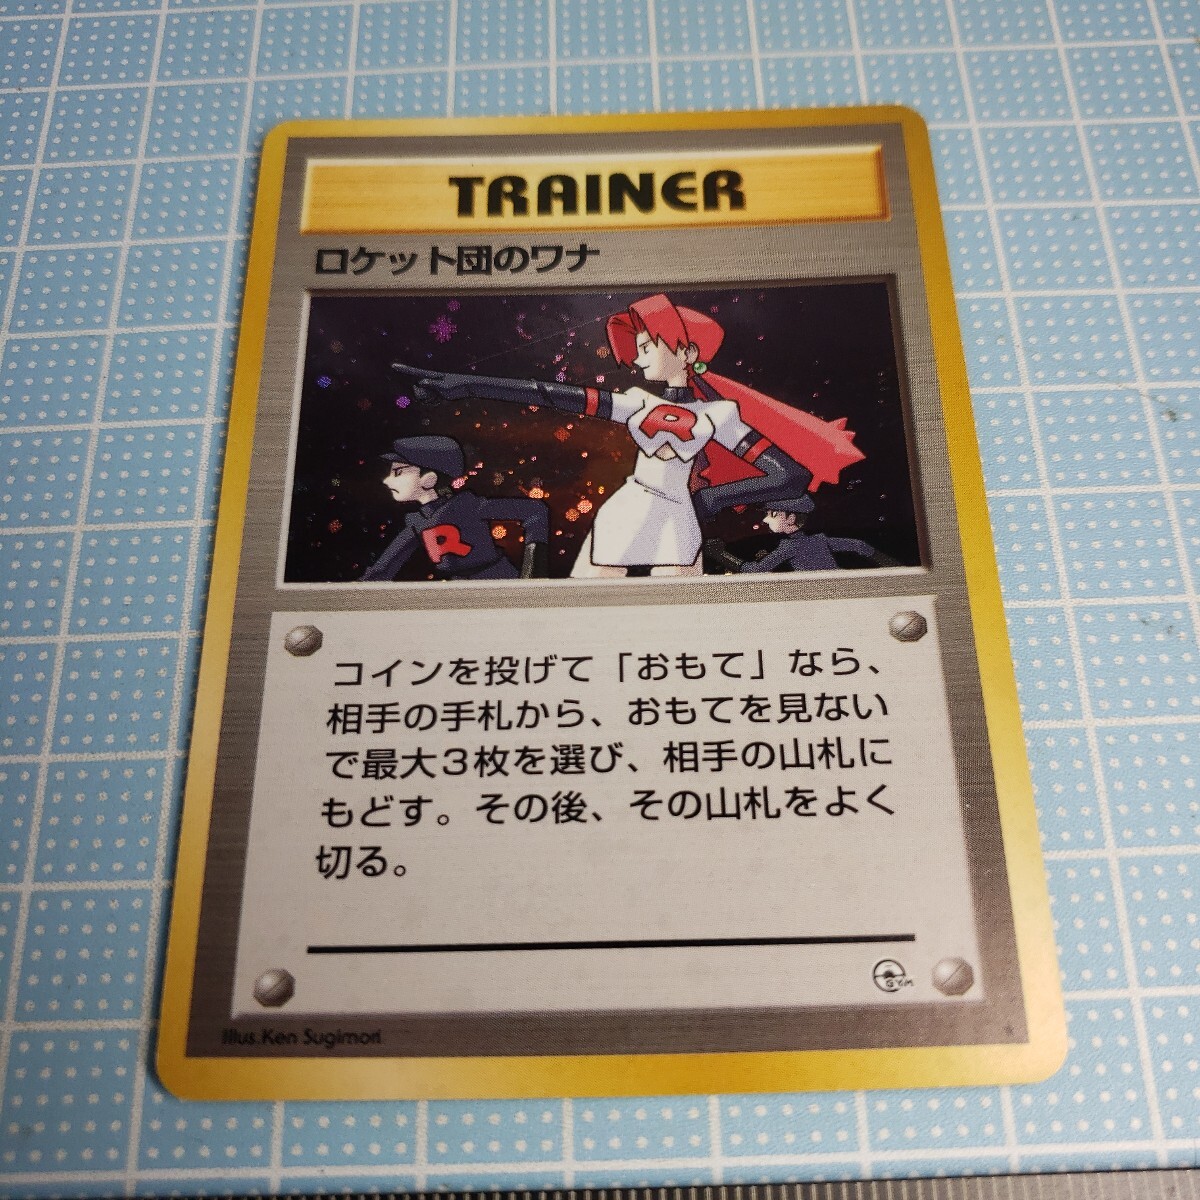 TRAINER
ロケット団のワナ
R
R
コインを投げて「おもて」なら、
相手の手札から、おもてを見ない
で最大3枚を選び、相手の山札に
もどす。その後、その山札をよく
切る。
GYM
Illus.Ken Sugimori